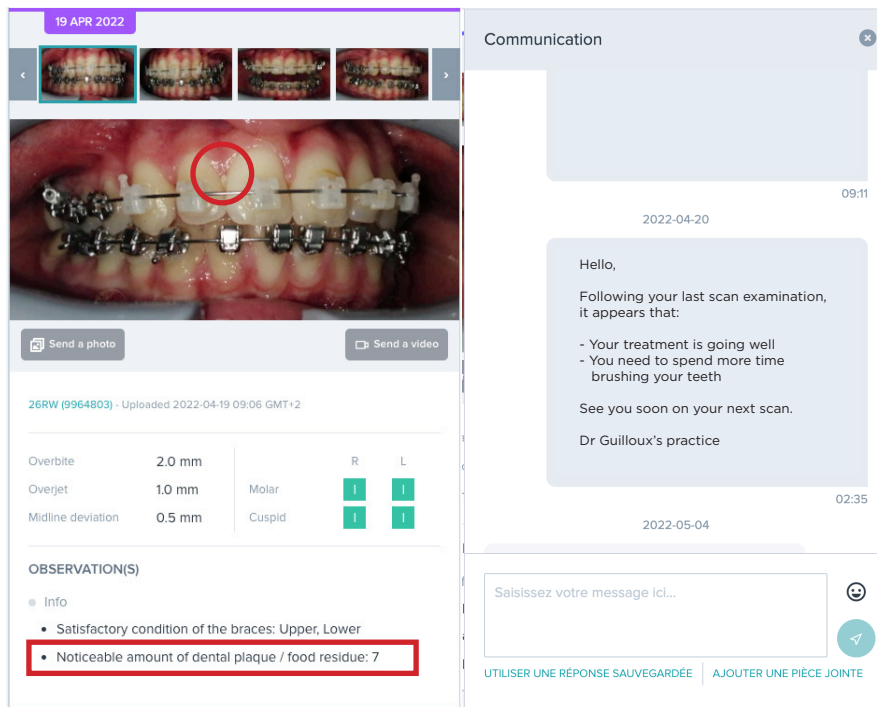 19 APR 2022
Send a photo
Send a video
26RW (9964803) - Uploaded 2022-04-19 09:06 GMT+2
Overbite 2.0 mm R L
Overjet 1.0 mm Molar I I
Midline deviation 0.5 mm Cuspid I I
OBSERVATION(S)
Info
• Satisfactory condition of the braces: Upper, Lower
• Noticeable amount of dental plaque / food residue: 7
Communication
09:11
2022-04-20
Hello,
Following your last scan examination,
it appears that:
- Your treatment is going well
- You need to spend more time
brushing your teeth
See you soon on your next scan.
Dr Guilloux's practice
02:35
2022-05-04
Saisissez votre message ici...
UTILISER UNE RÉPONSE SAUVEGARDÉE
AJOUTER UNE PIÈCE JOINTE